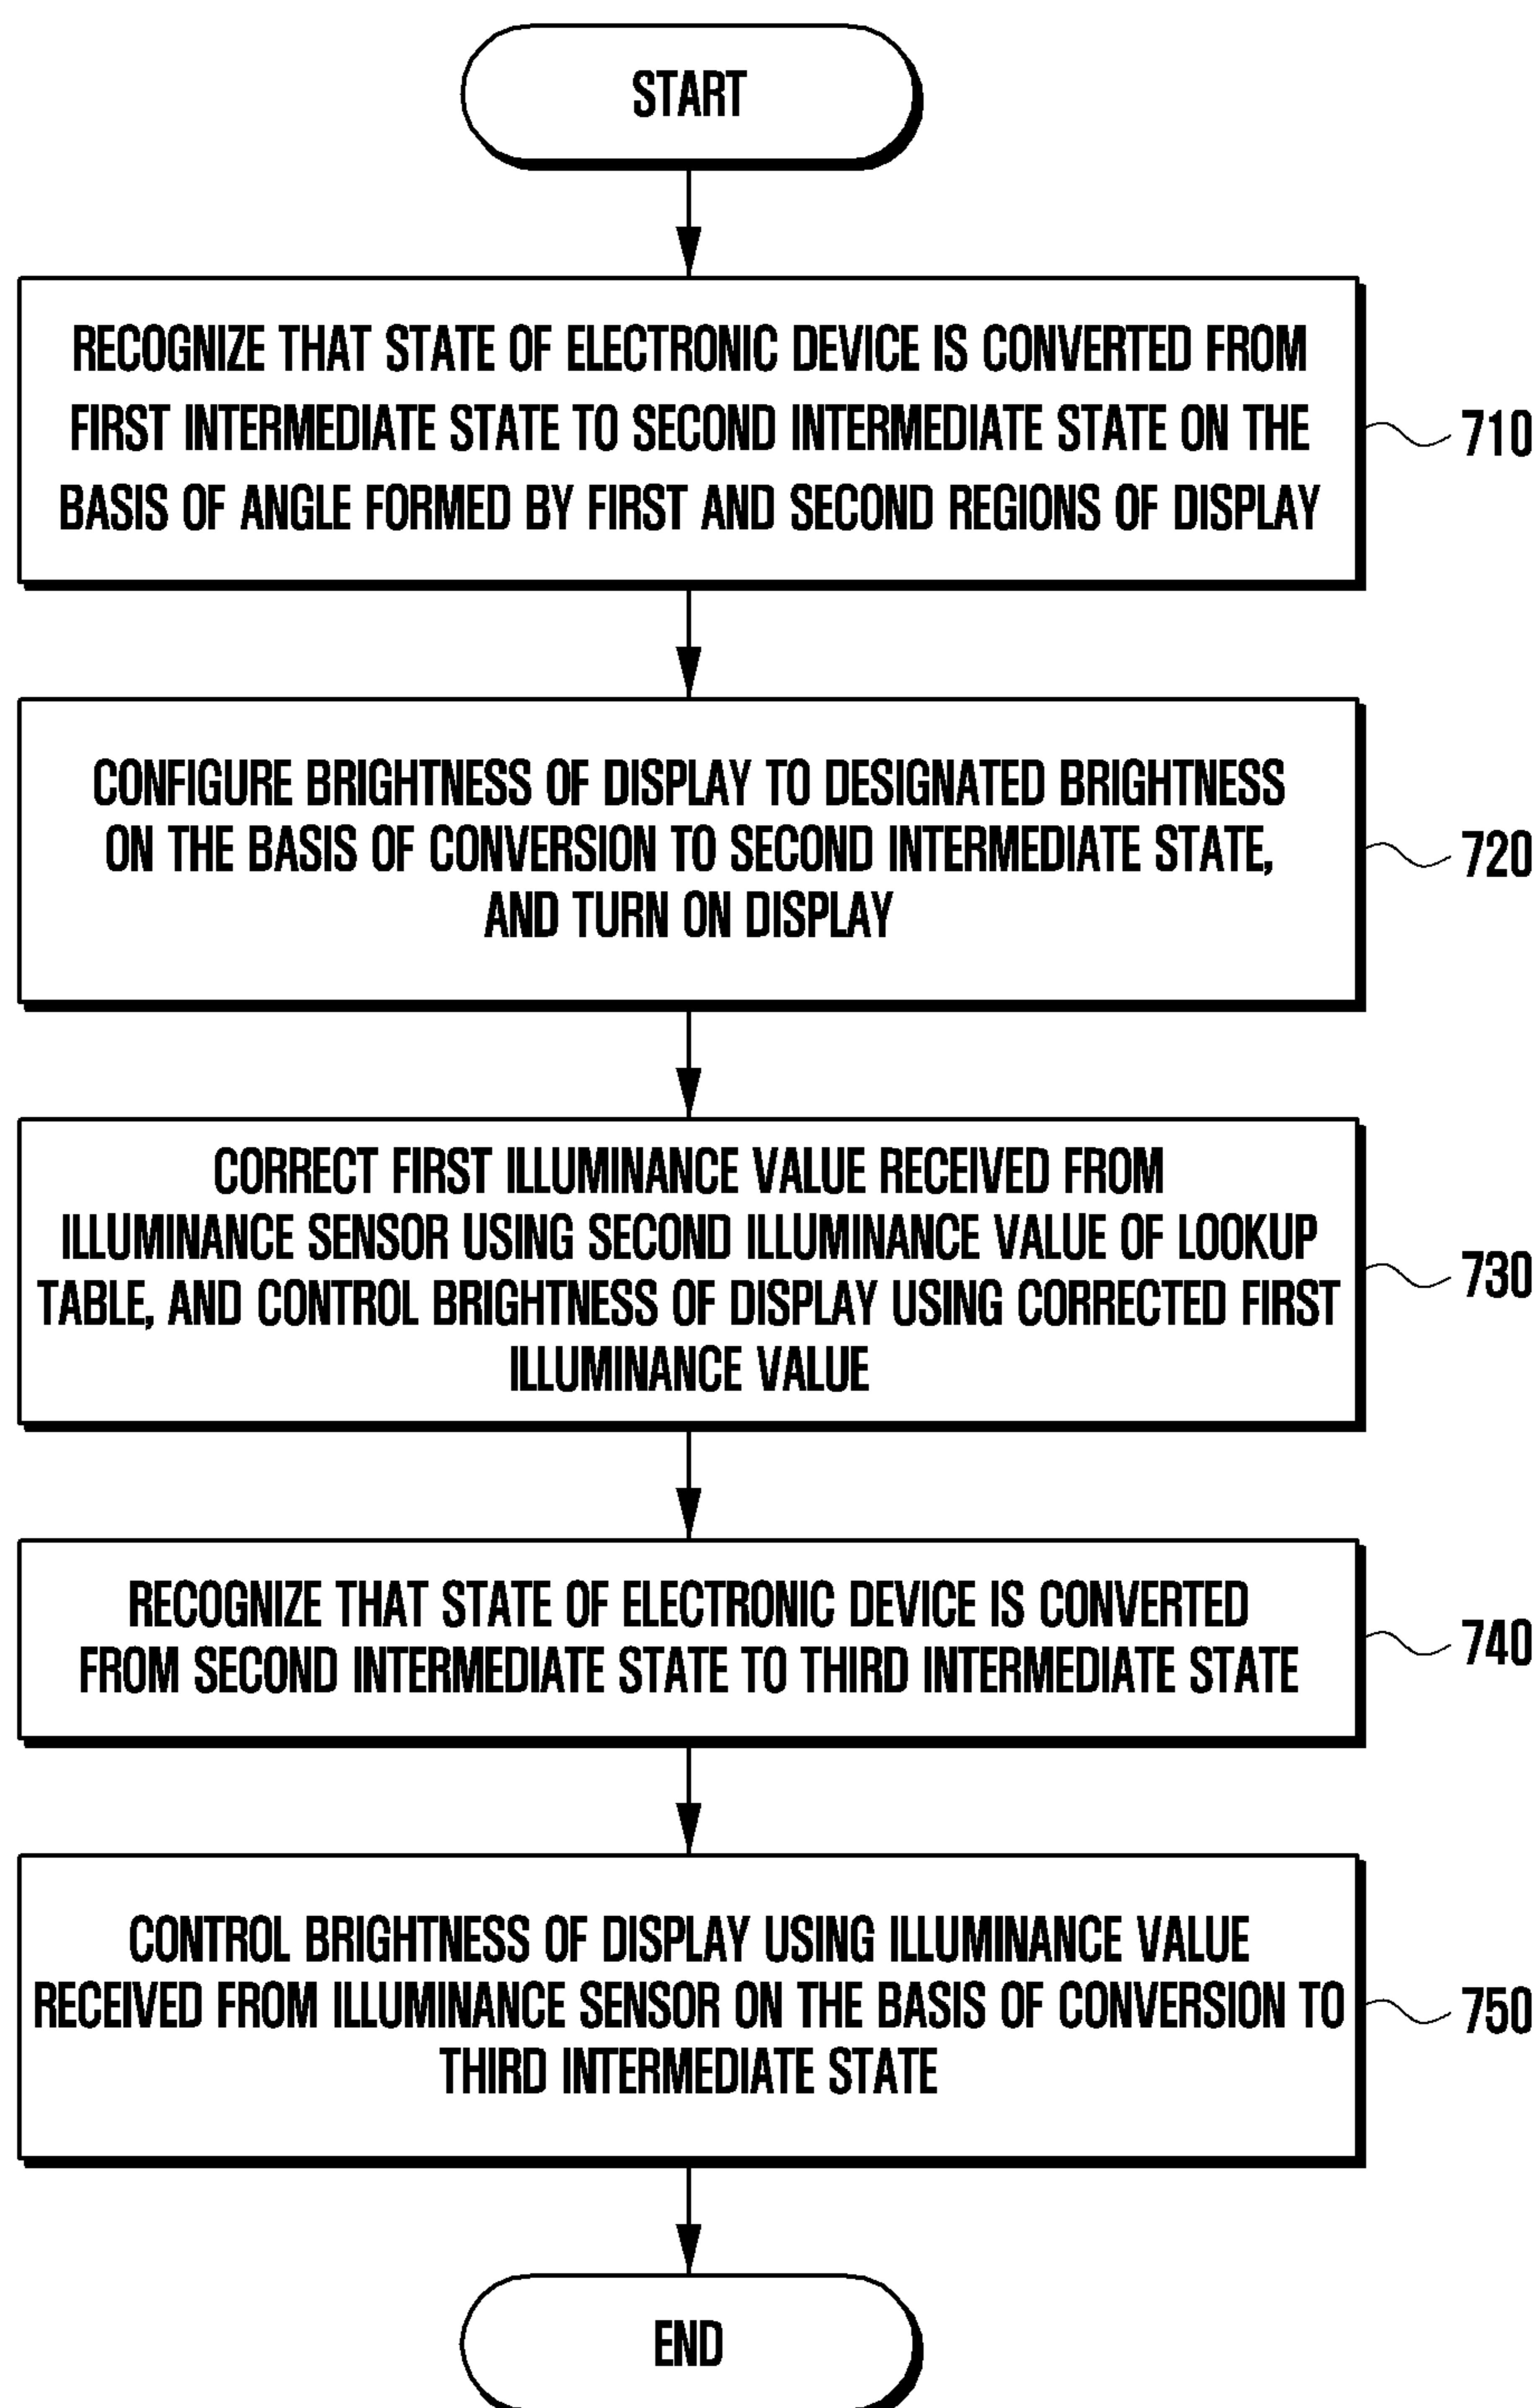 START
RECOGNIZE THAT STATE OF ELECTRONIC DEVICE IS CONVERTED FROM
FIRST INTERMEDIATE STATE TO SECOND INTERMEDIATE STATE ON THE
BASIS OF ANGLE FORMED BY FIRST AND SECOND REGIONS OF DISPLAY
710
CONFIGURE BRIGHTNESS OF DISPLAY TO DESIGNATED BRIGHTNESS
ON THE BASIS OF CONVERSION TO SECOND INTERMEDIATE STATE,
AND TURN ON DISPLAY
720
CORRECT FIRST ILLUMINANCE VALUE RECEIVED FROM
ILLUMINANCE SENSOR USING SECOND ILLUMINANCE VALUE OF LOOKUP
TABLE, AND CONTROL BRIGHTNESS OF DISPLAY USING CORRECTED FIRST
ILLUMINANCE VALUE
730
RECOGNIZE THAT STATE OF ELECTRONIC DEVICE IS CONVERTED
FROM SECOND INTERMEDIATE STATE TO THIRD INTERMEDIATE STATE
740
CONTROL BRIGHTNESS OF DISPLAY USING ILLUMINANCE VALUE
RECEIVED FROM ILLUMINANCE SENSOR ON THE BASIS OF CONVERSION TO
THIRD INTERMEDIATE STATE
750
END